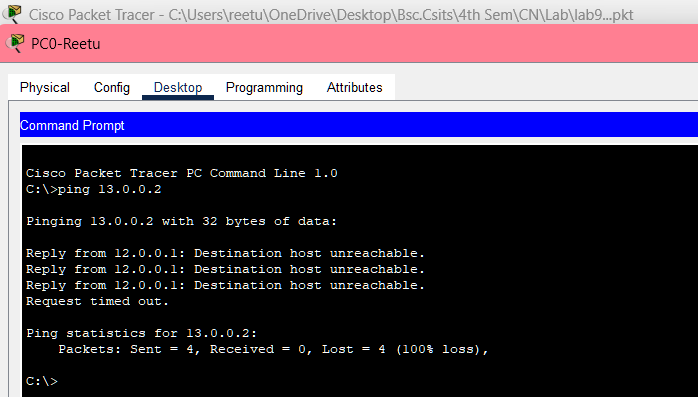 Cisco Packet Tracer - C:\Users\reetu\OneDrive\Desktop\Bsc.Csits\4th Sem\CN\Lab\lab9...pkt
PC0-Reetu
Physical Config Desktop Programming Attributes
Command Prompt
Cisco Packet Tracer PC Command Line 1.0
C:\>ping 13.0.0.2
Pinging 13.0.0.2 with 32 bytes of data:
Reply from 12.0.0.1: Destination host unreachable.
Reply from 12.0.0.1: Destination host unreachable.
Reply from 12.0.0.1: Destination host unreachable.
Request timed out.
Ping statistics for 13.0.0.2:
    Packets: Sent = 4, Received = 0, Lost = 4 (100% loss),
C:\>